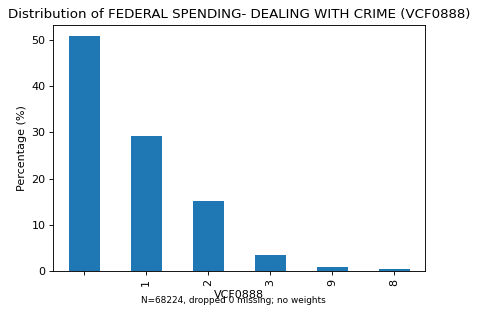 Distribution of FEDERAL SPENDING- DEALING WITH CRIME (VCF0888)
Percentage (%)
50
40
30
20
10
0
1
2
3
9
8
VCF0888
N=68224, dropped 0 missing; no weights